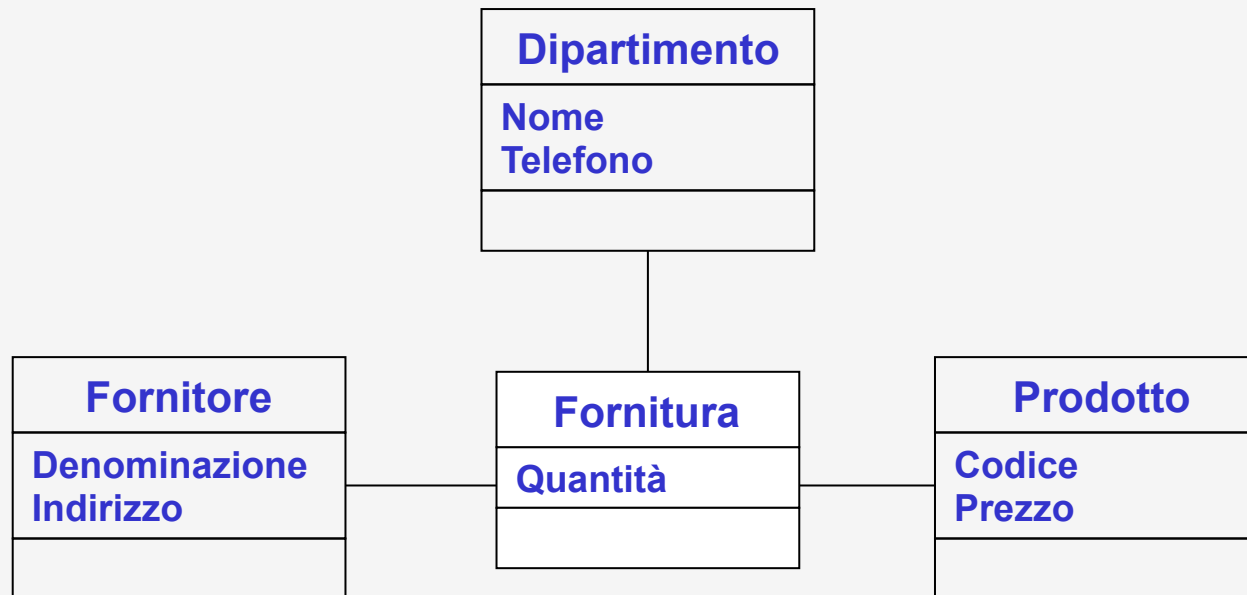 Dipartimento
Nome
Telefono
Fornitore
Denominazione
Indirizzo
Fornitura
Quantità
Prodotto
Codice
Prezzo